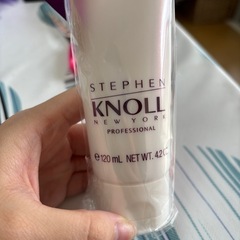 STEPHEN
KNOLL
NEW YORK
PROFESSIONAL
℮120 mL NET WT. 4.2